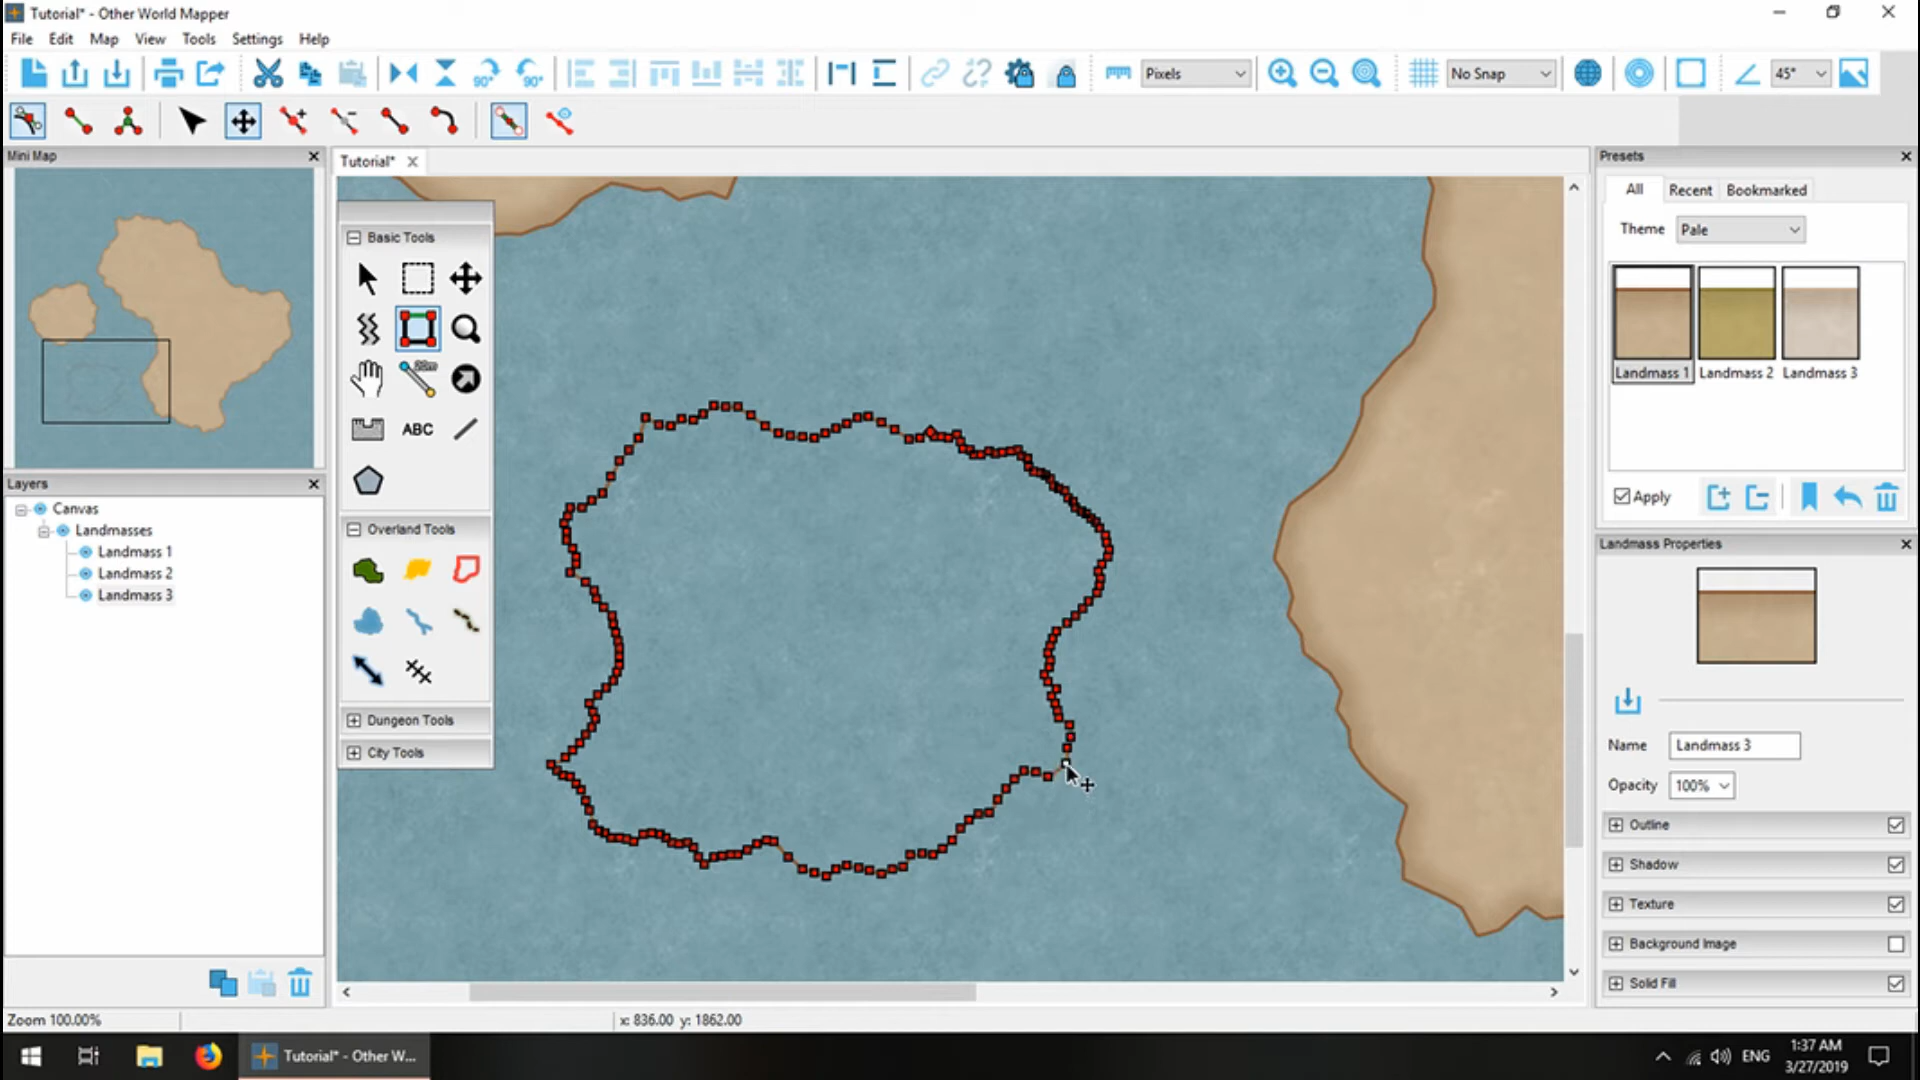 Tutorial* - Other World Mapper
File Edit Map View Tools Settings Help
90° 90° Pixels No Snap 45°
Mini Map
Tutorial*
Presets
All Recent Bookmarked
Theme Pale
Landmass 1 Landmass 2 Landmass 3
Apply
Basic Tools
20m
ABC
Overland Tools
Dungeon Tools
City Tools
Layers
Canvas
Landmasses
Landmass 1
Landmass 2
Landmass 3
Landmass Properties
Name Landmass 3
Opacity 100%
Outline
Shadow
Texture
Background Image
Solid Fill
Zoom 100.00% x: 836.00 y: 1862.00
Tutorial* - Other W...
ENG
1:37 AM
3/27/2019